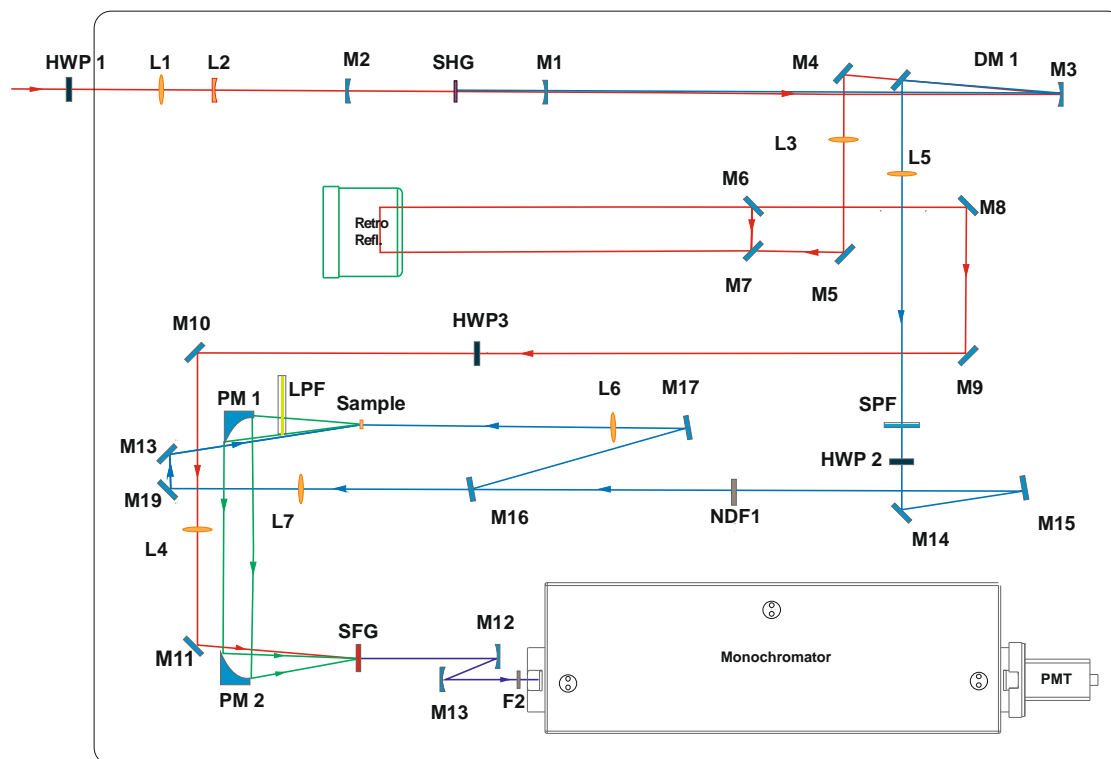 HWP 1
L1
L2
M2
SHG
M1
M4
DM 1
M3
L3
L5
M6
M8
Retro
Refl.
M7
M5
M10
HWP3
M9
PM 1
LPF
Sample
L6
M17
SPF
M13
HWP 2
M19
L7
M16
NDF1
M14
M15
L4
M11
SFG
M12
PM 2
M13
F2
Monochromator
PMT